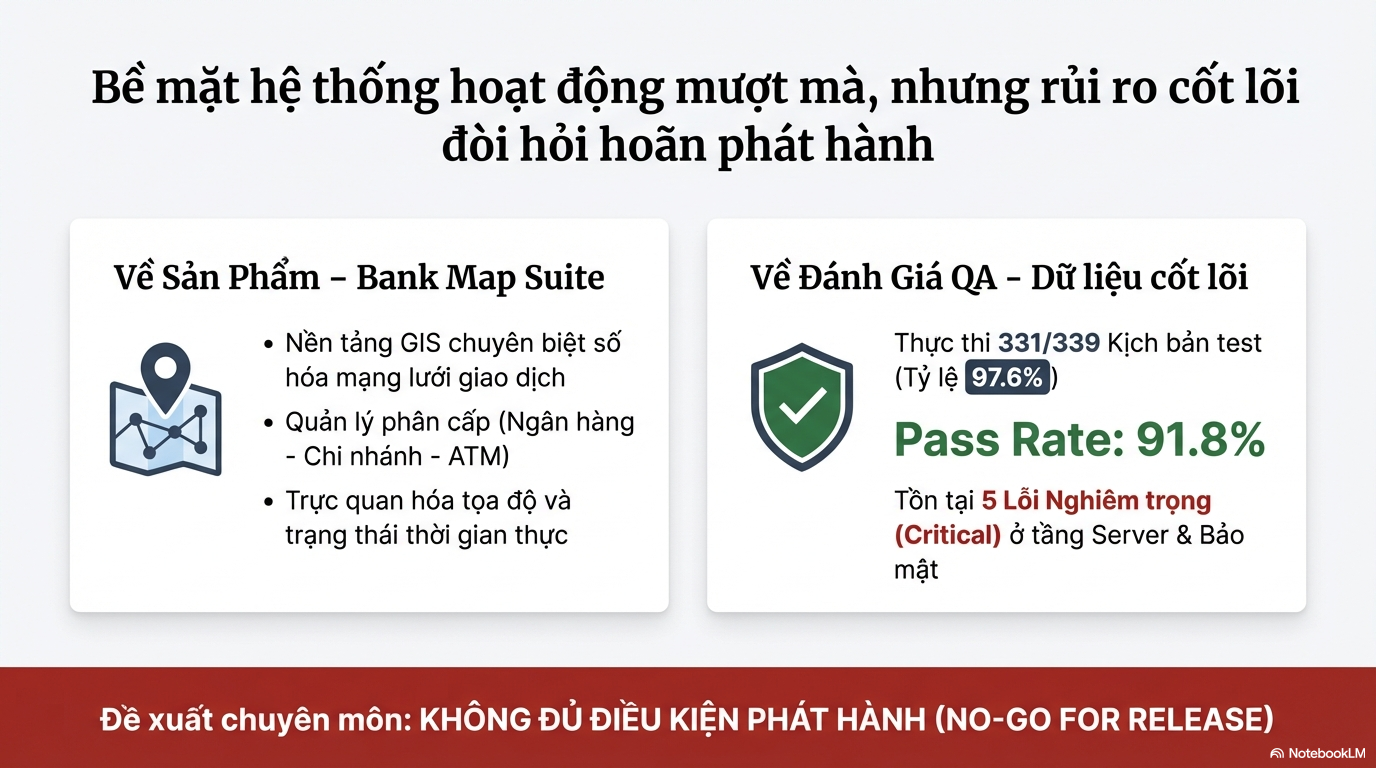 Bề mặt hệ thống hoạt động mượt mà, nhưng rủi ro cốt lõi
đòi hỏi hoãn phát hành
Về Sản Phẩm – Bank Map Suite
• Nền tảng GIS chuyên biệt số
hóa mạng lưới giao dịch
• Quản lý phân cấp (Ngân hàng
- Chi nhánh - ATM)
• Trực quan hóa tọa độ và
trạng thái thời gian thực
Về Đánh Giá QA - Dữ liệu cốt lõi
Thực thi 331/339 Kịch bản test
(Tỷ lệ 97.6%)
Pass Rate: 91.8%
Tồn tại 5 Lỗi Nghiêm trọng
(Critical) ở tầng Server & Bảo
mật
Đề xuất chuyên môn: KHÔNG ĐỦ ĐIỀU KIỆN PHÁT HÀNH (NO-GO FOR RELEASE)
NotebookLM